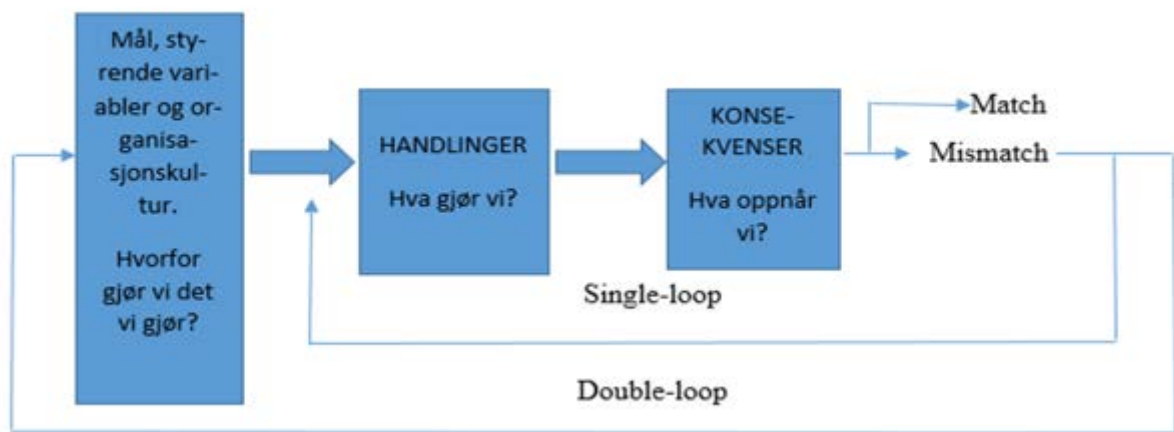 Mål, sty-
rende vari-
abler og or-
ganisa-
sjonskul-
tur.
Hvorfor
gjør vi det
vi gjør?
HANDLINGER
Hva gjør vi?
KONSE-
KVENSER
Hva oppnår
vi?
Match
Mismatch
Single-loop
Double-loop